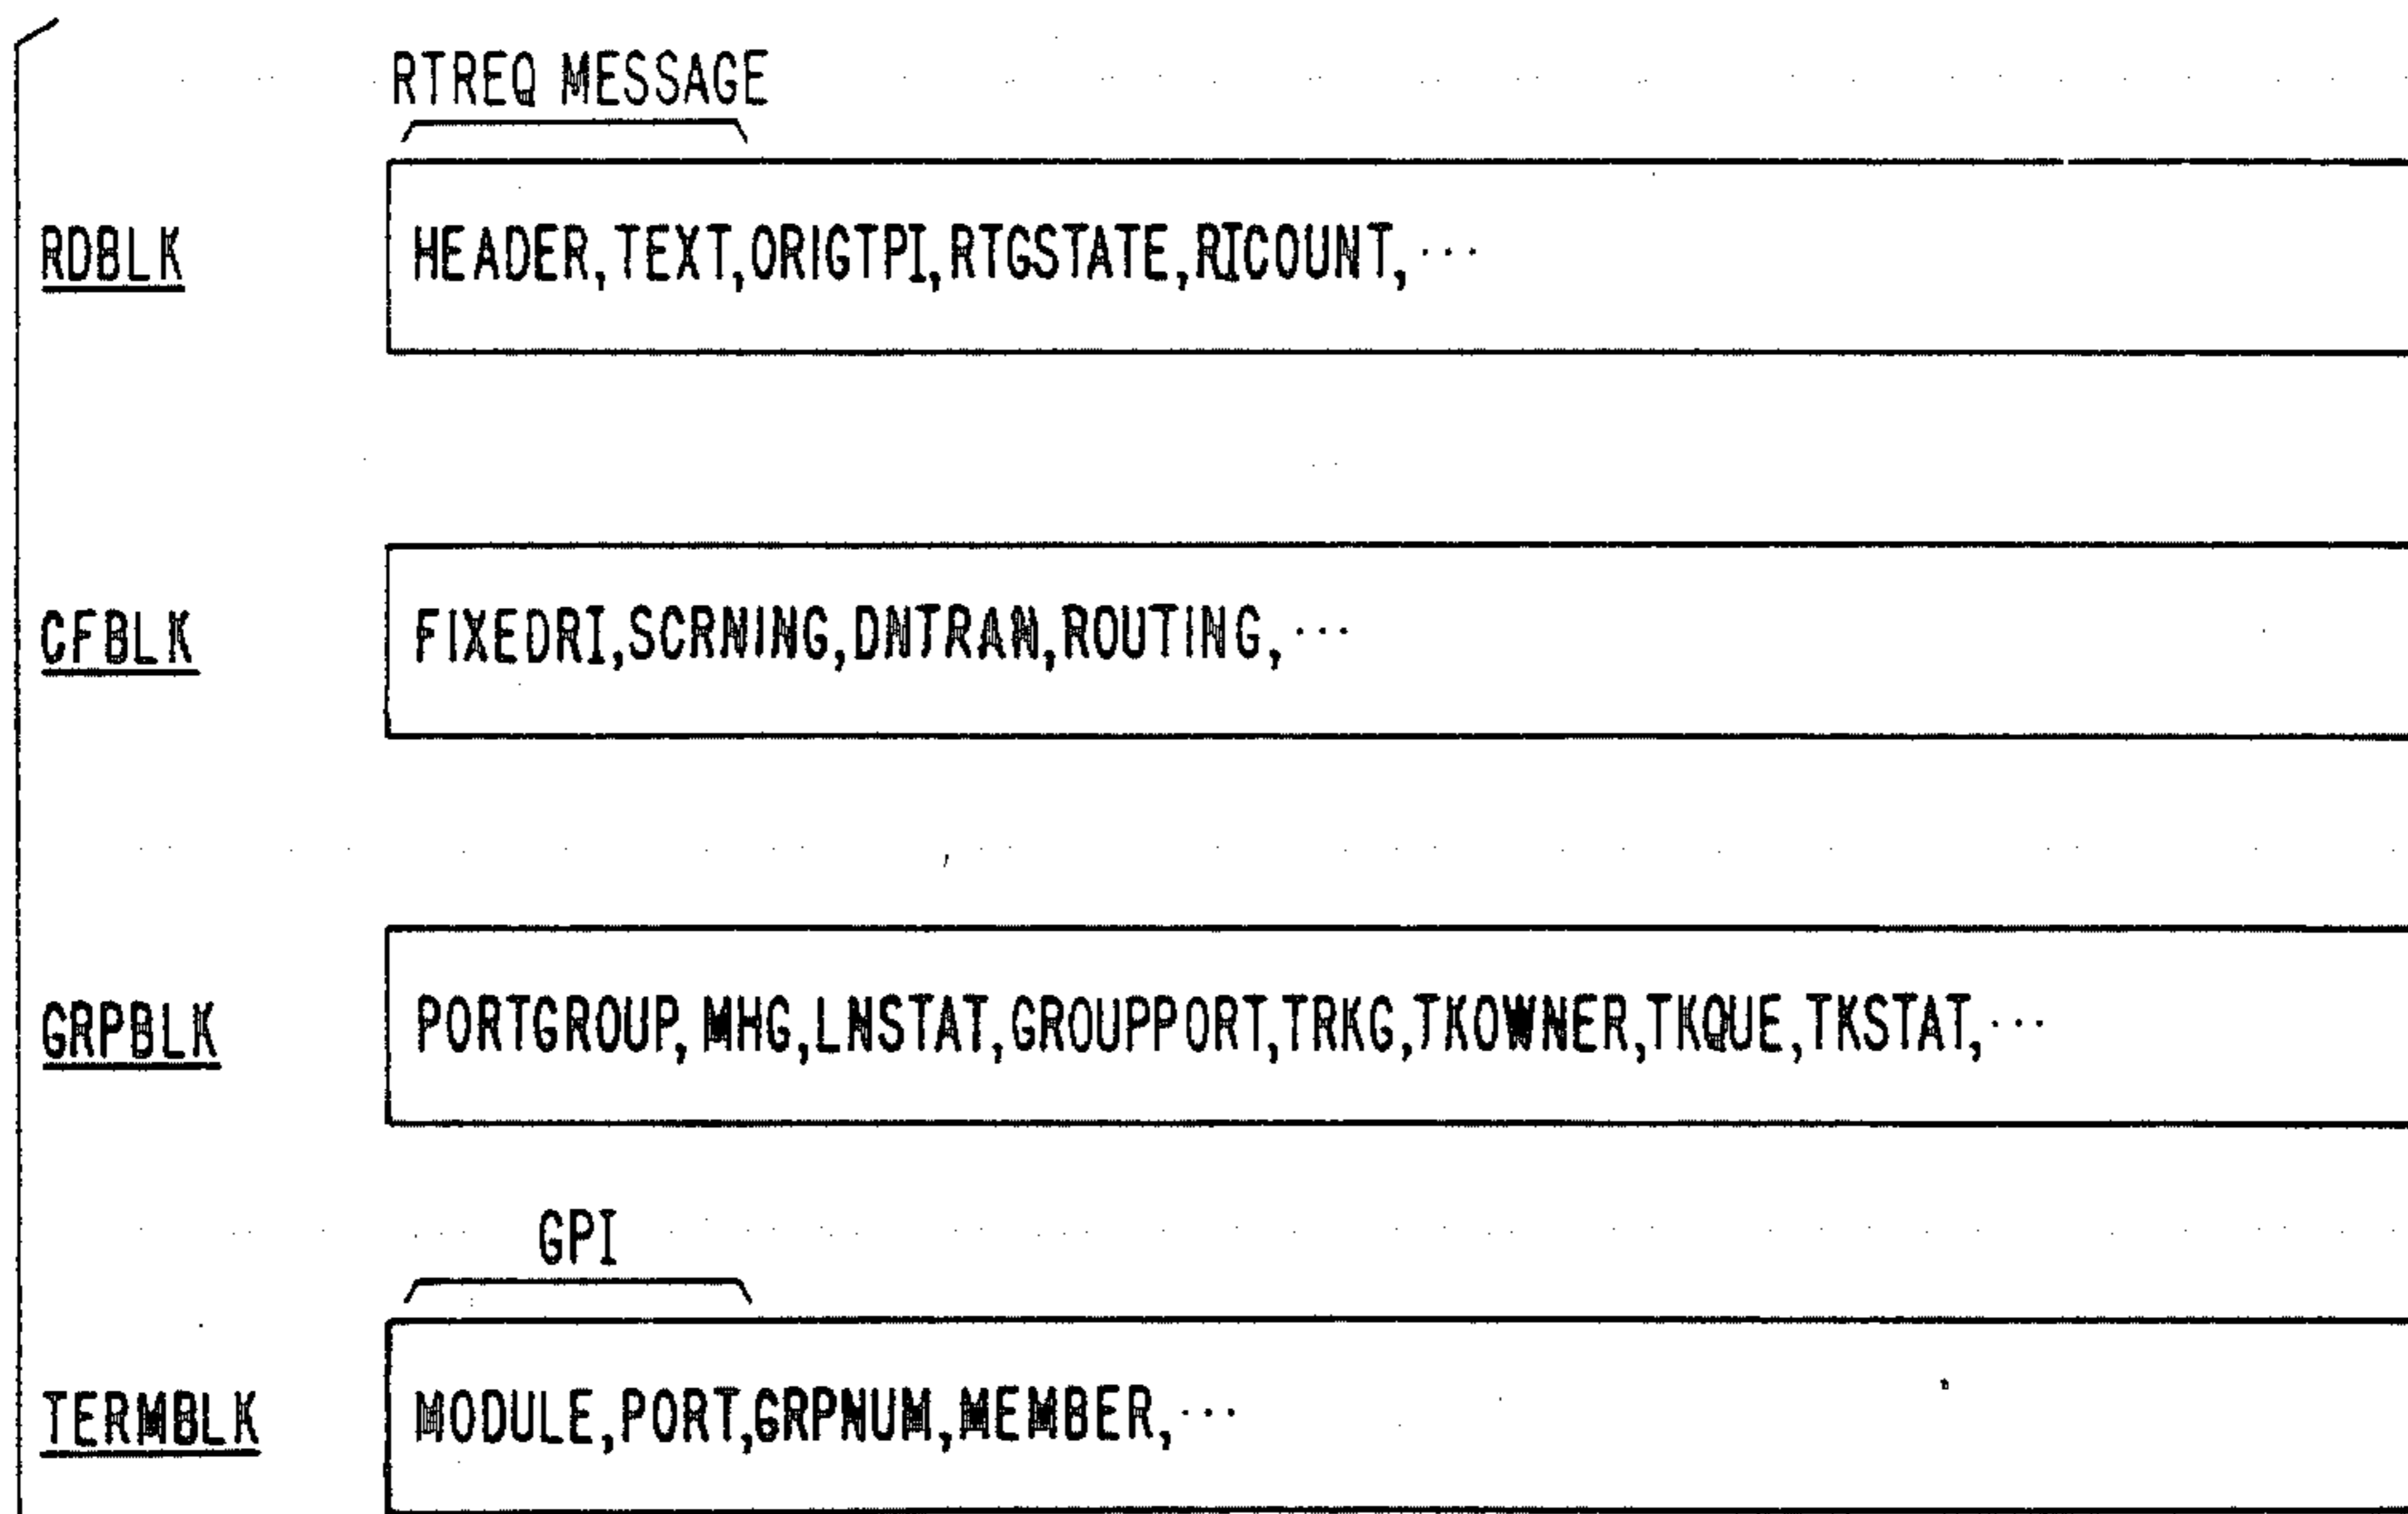 RTREQ MESSAGE
RDBLK HEADER,TEXT,ORIGTPI,RTGSTATE,RICOUNT,···
CFBLK FIXEDRI,SCRNING,DNTRAN,ROUTING,···
GRPBLK PORTGROUP,MHG,LNSTAT,GROUPPORT,TRKG,TKOWNER,TKQUE,TKSTAT,···
GPI
TERMBLK MODULE,PORT,GRPNUM,MEMBER,···